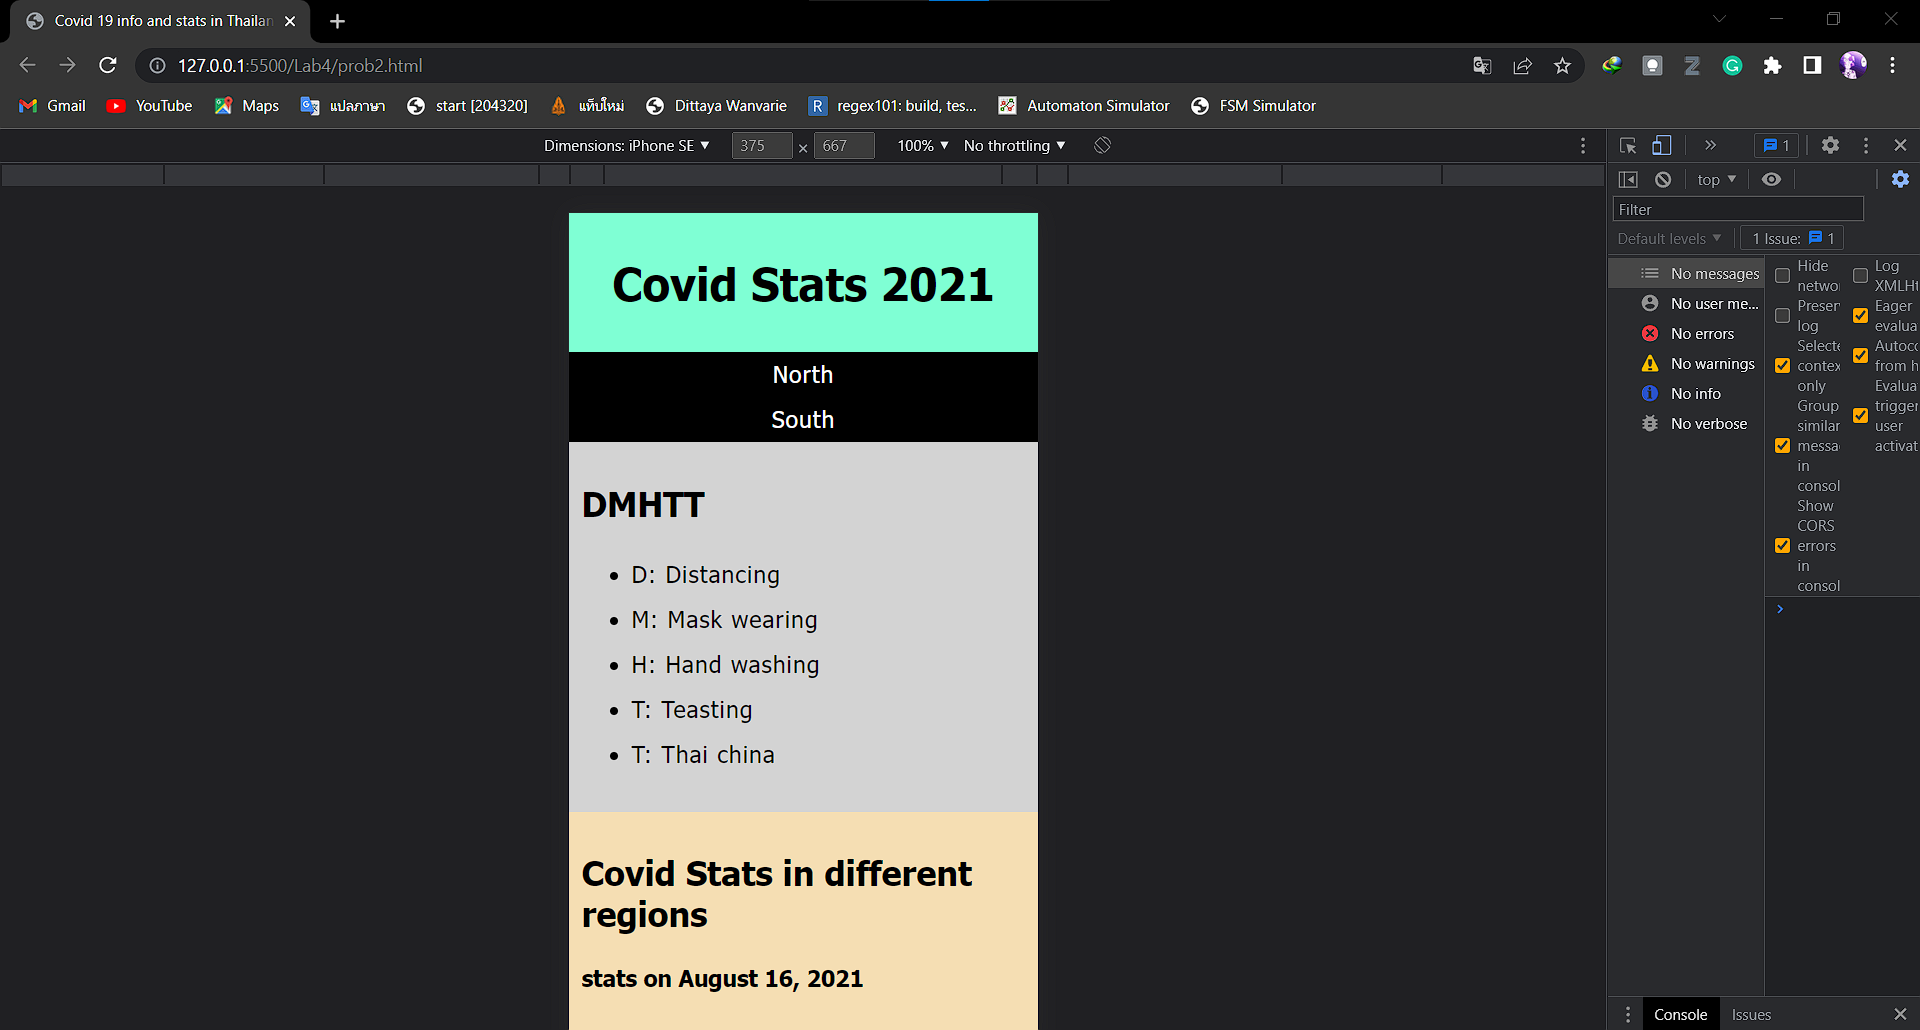 Covid 19 info and stats in Thailan
127.0.0.1:5500/Lab4/prob2.html
Gmail
YouTube
Maps
แปลภาษา
start [204320]
แท็บใหม่
Dittaya Wanvarie
R
regex101: build, tes...
Automaton Simulator
FSM Simulator
Dimensions: iPhone SE
375
×
667
100%
No throttling
1
top
Filter
Default levels
1 Issue:
1
No messages
No user me...
No errors
No warnings
No info
No verbose
Hide
networ
Preser
log
Selecte
contex
only
Group
similar
messa
in
consol
Show
CORS
errors
in
consol
Log
XMLHt
Eager
evalua
Autoco
from h
Evalua
trigger
user
activat
Covid Stats 2021
North
South
DMHTT
• D: Distancing
• M: Mask wearing
• H: Hand washing
• T: Teasting
• T: Thai china
Covid Stats in different
regions
stats on August 16, 2021
Console
Issues